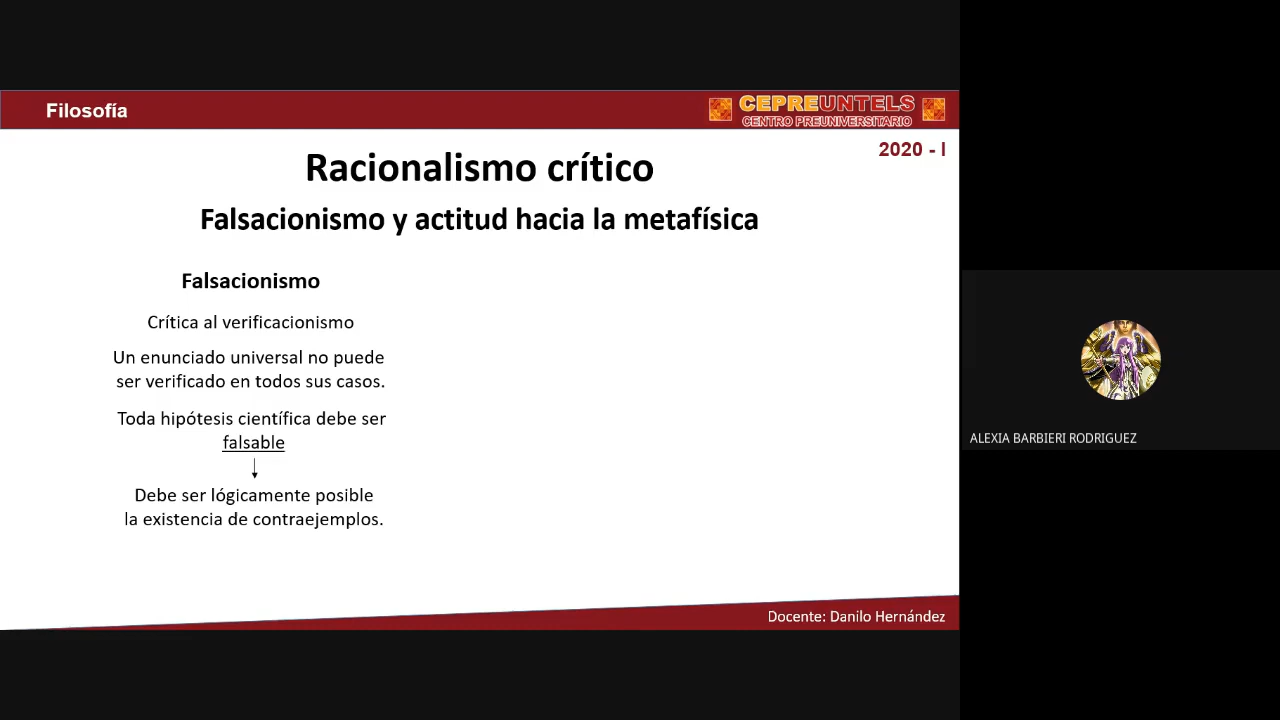 Filosofía
CEPREUNTELS
CENTRO PREUNIVERSITARIO
2020 - I
Racionalismo crítico
Falsacionismo y actitud hacia la metafísica
Falsacionismo
Crítica al verificacionismo
Un enunciado universal no puede
ser verificado en todos sus casos.
Toda hipótesis científica debe ser
falsable
Debe ser lógicamente posible
la existencia de contraejemplos.
ALEXIA BARBIERI RODRIGUEZ
Docente: Danilo Hernández